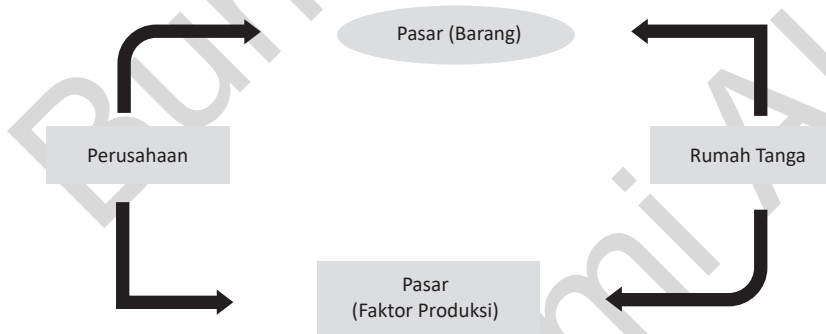 Pasar (Barang)
Perusahaan
Rumah Tanga
Pasar
(Faktor Produksi)